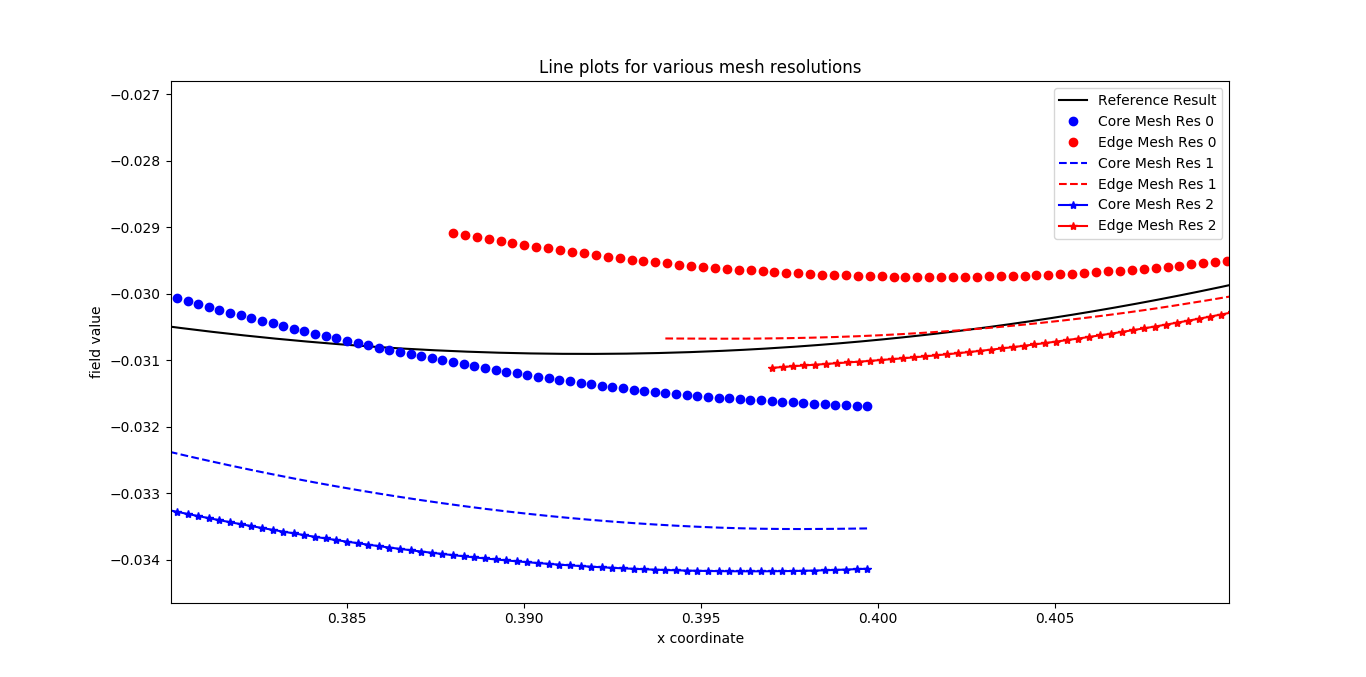 Line plots for various mesh resolutions
−0.027
−0.028
−0.029
−0.030
−0.031
−0.032
−0.033
−0.034
field value
0.385
0.390
0.395
0.400
0.405
x coordinate
Reference Result
Core Mesh Res 0
Edge Mesh Res 0
Core Mesh Res 1
Edge Mesh Res 1
Core Mesh Res 2
Edge Mesh Res 2